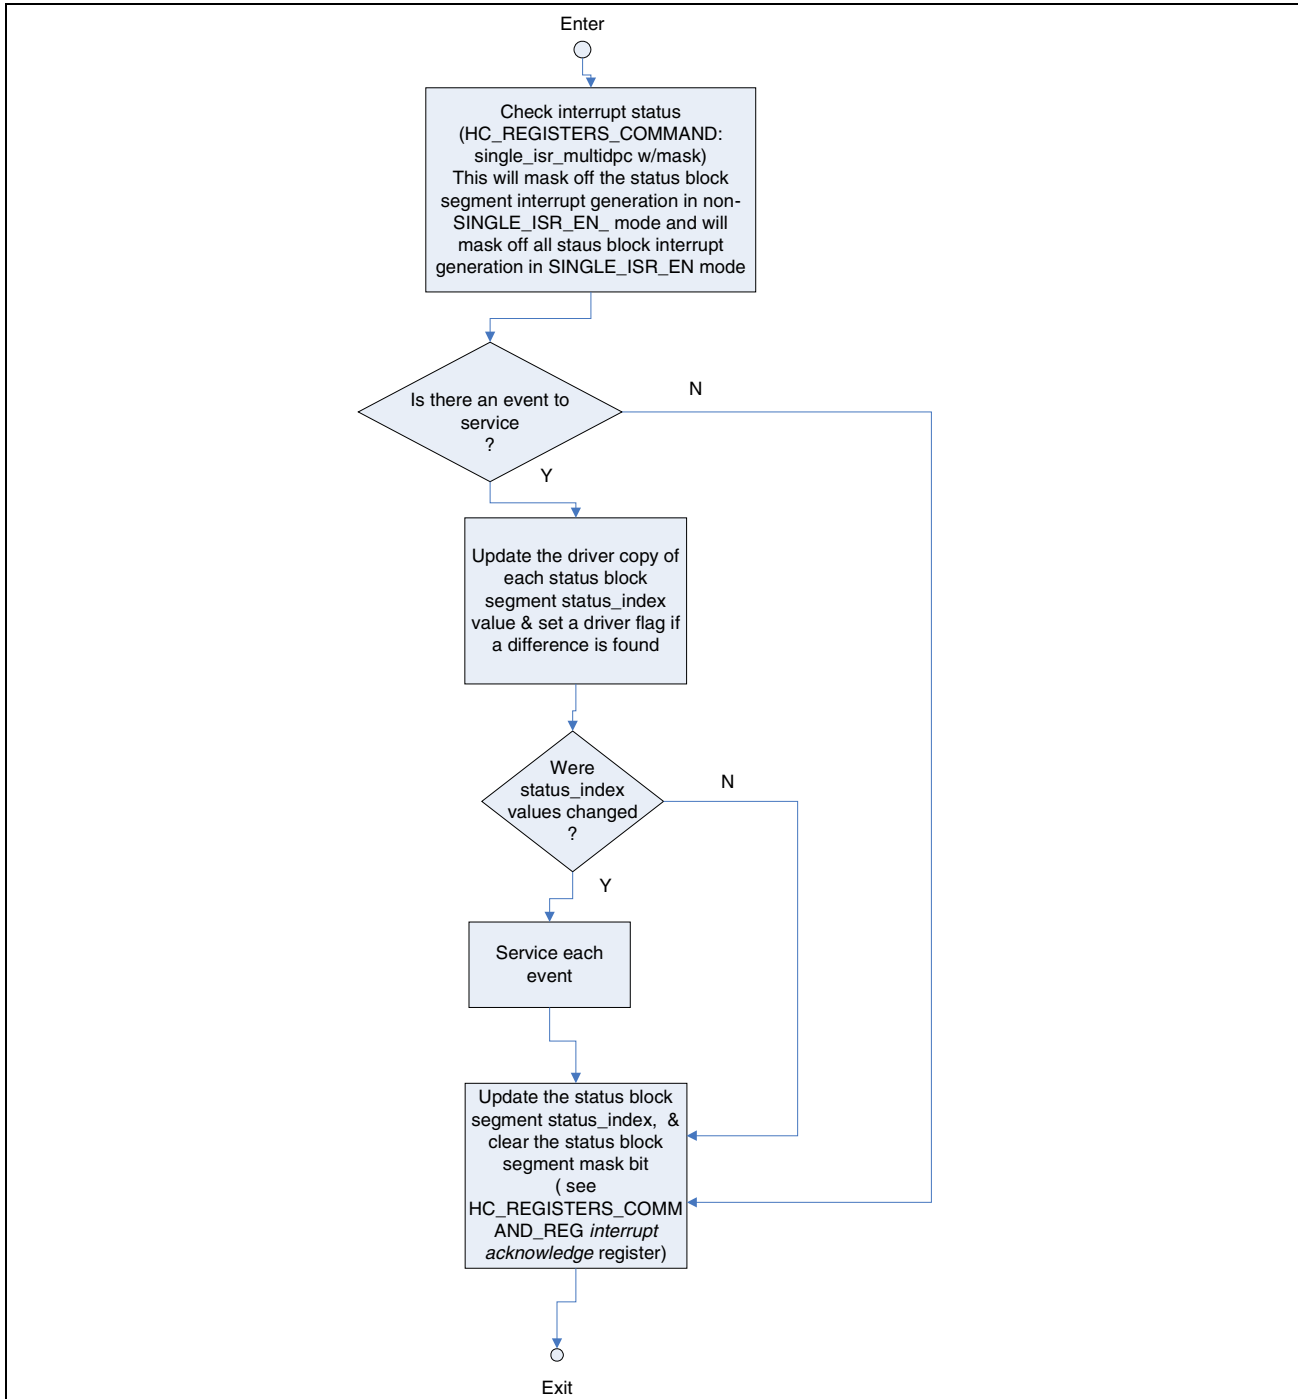 Enter
Check interrupt status
(HC_REGISTERS_COMMAND:
single_isr_multidpc w/mask)
This will mask off the status block
segment interrupt generation in non-
SINGLE_ISR_EN_ mode and will
mask off all staus block interrupt
generation in SINGLE_ISR_EN mode
Is there an event to
service
?
N
Y
Update the driver copy of
each status block
segment status_index
value & set a driver flag if
a difference is found
Were
status_index
values changed
?
N
Y
Service each
event
Update the status block
segment status_index, &
clear the status block
segment mask bit
( see
HC_REGISTERS_COMM
AND_REG interrupt
acknowledge register)
Exit